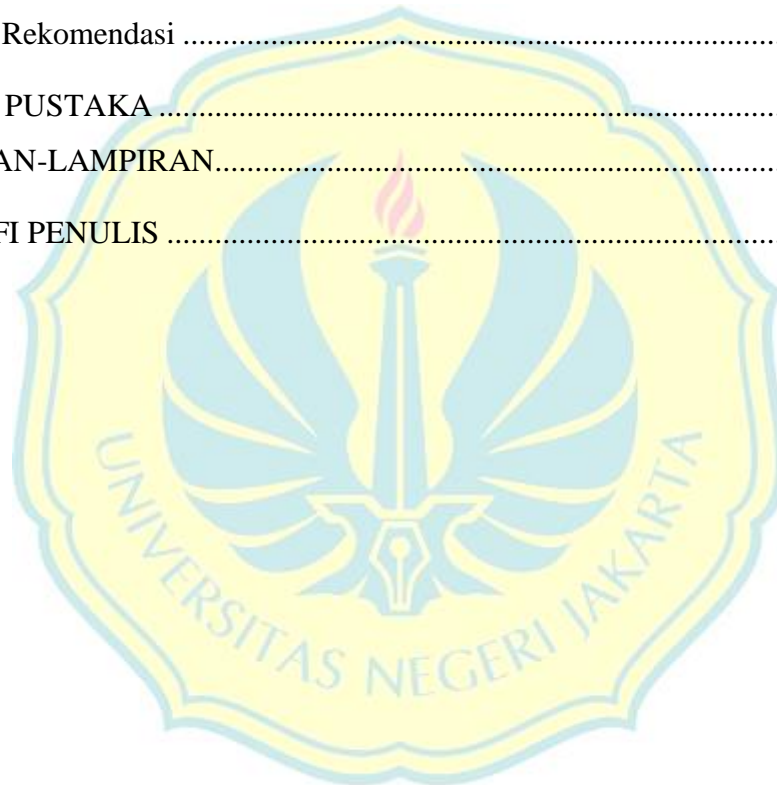 Rekomendasi ........................................................................................
PUSTAKA ............................................................................................
AN-LAMPIRAN....................................................................................
FI PENULIS ..........................................................................................
UNIVERSITAS NEGERI JAKARTA